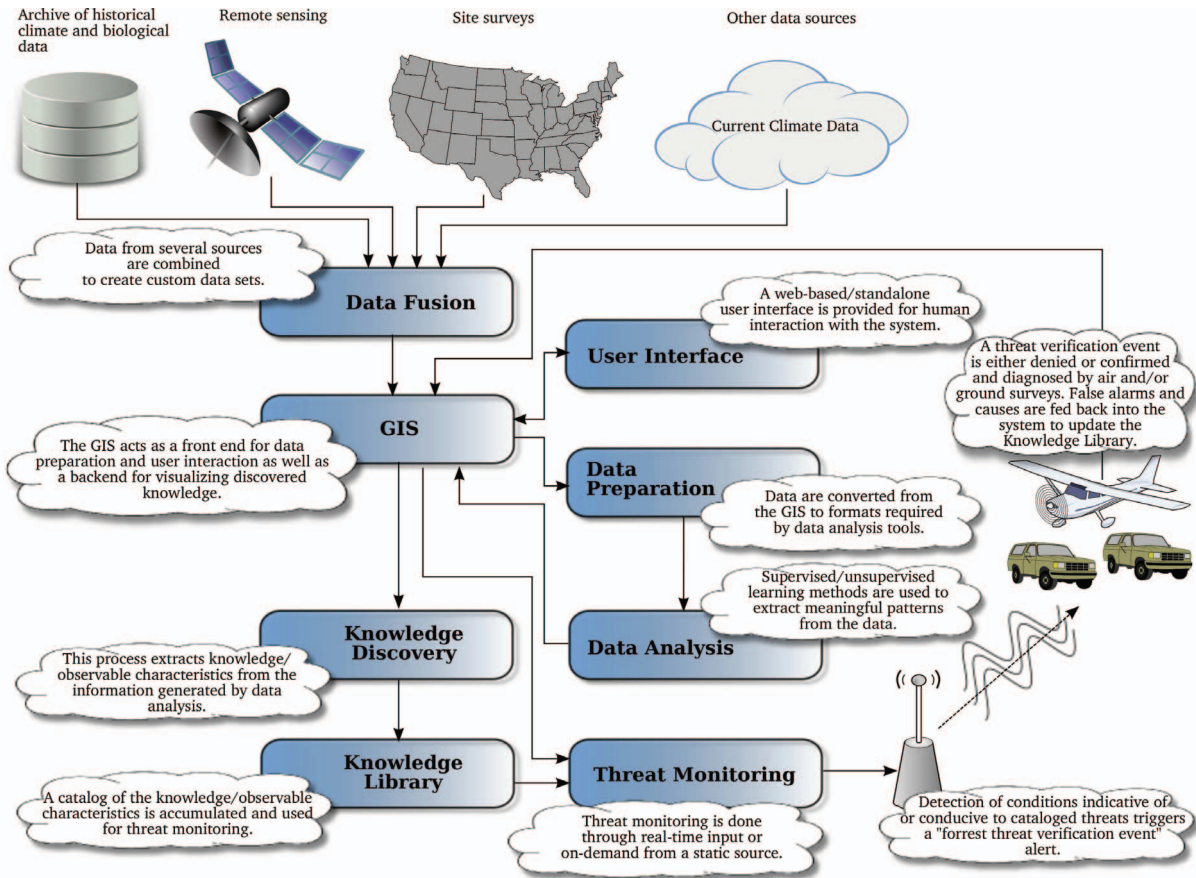 Archive of historical
climate and biological
data
Remote sensing
Site surveys
Other data sources
Current Climate Data
Data from several sources
are combined
to create custom data sets.
Data Fusion
A web-based/standalone
user interface is provided for human
interaction with the system.
User Interface
A threat verification event
is either denied or confirmed
and diagnosed by air and/or
ground surveys. False alarms and
causes are fed back into the
system to update the
Knowledge Library.
GIS
The GIS acts as a front end for data
preparation and user interaction as well as
a backend for visualizing discovered
knowledge.
Data
Preparation
Data are converted from
the GIS to formats required
by data analysis tools.
Supervised/unsupervised
learning methods are used to
extract meaningful patterns
from the data.
Data Analysis
Knowledge
Discovery
This process extracts knowledge/
observable characteristics from the
information generated by data
analysis.
Knowledge
Library
A catalog of the knowledge/observable
characteristics is accumulated and used
for threat monitoring.
Threat Monitoring
Threat monitoring is done
through real-time input or
on-demand from a static source.
Detection of conditions indicative of
or conducive to cataloged threats triggers
a "forrest threat verification event"
alert.